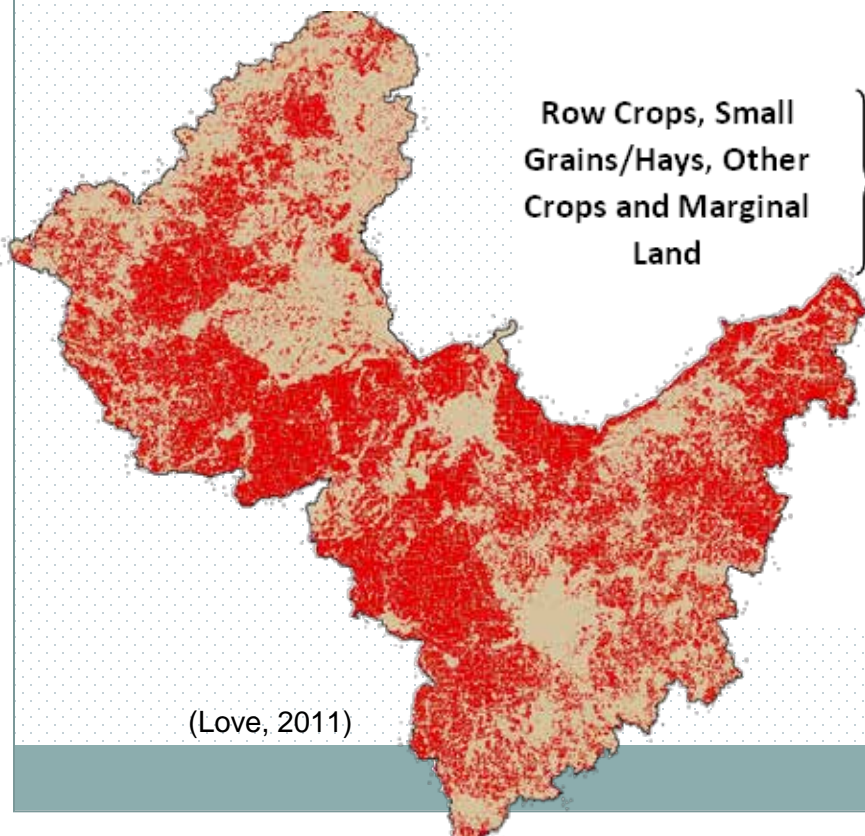 Row Crops, Small
Grains/Hays, Other
Crops and Marginal
Land
(Love, 2011)